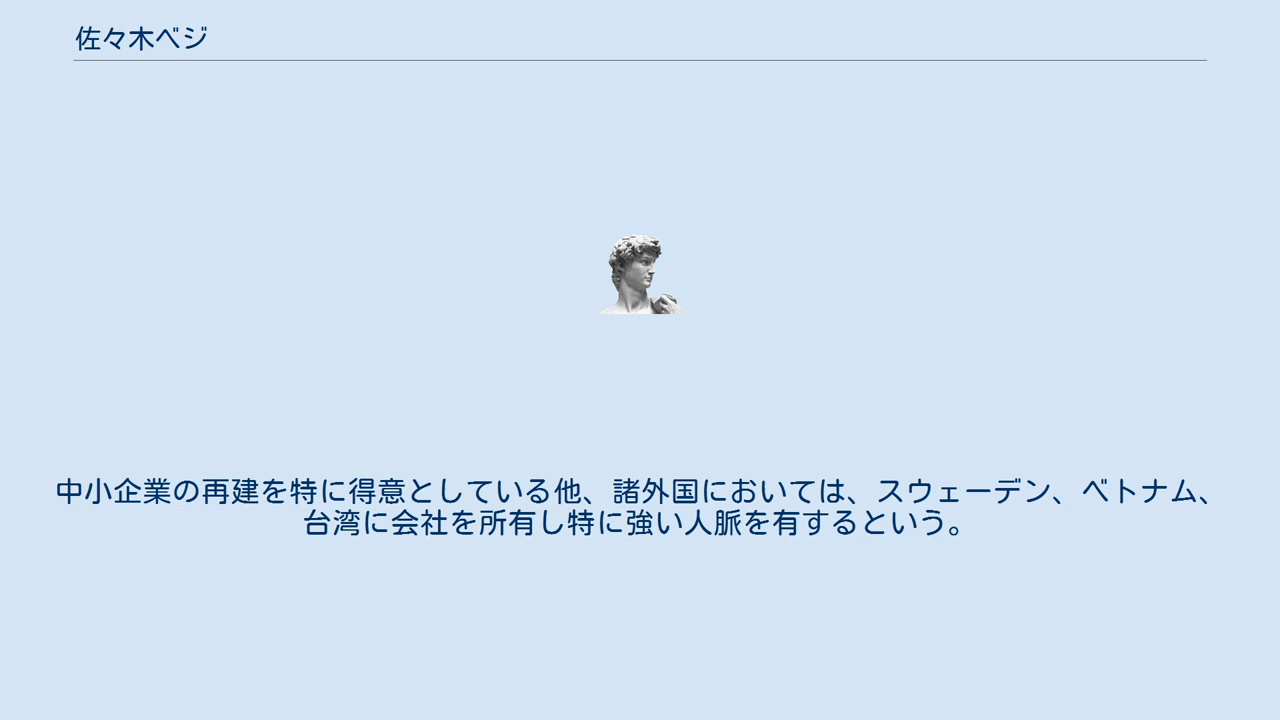 佐々木ベジ
中小企業の再建を特に得意としている他、諸外国においては、スウェーデン、ベトナム、
台湾に会社を所有し特に強い人脈を有するという。